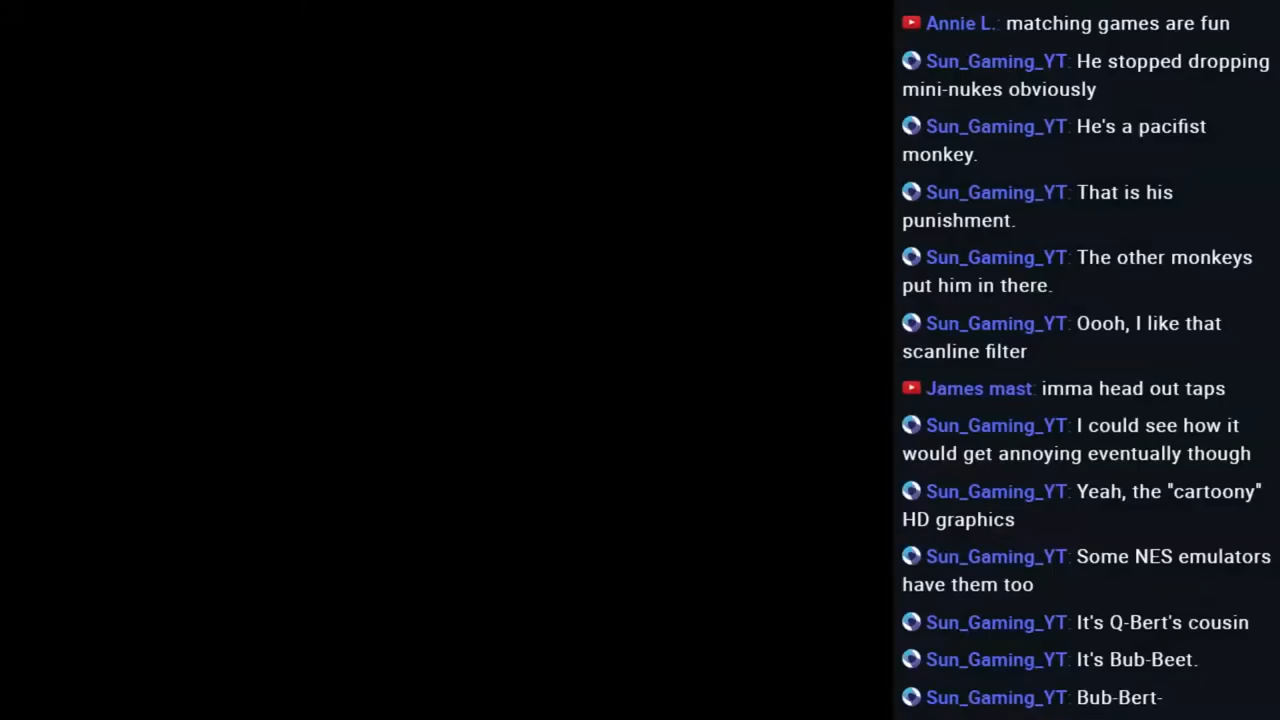 Annie L.: matching games are fun
Sun_Gaming_YT: He stopped dropping
mini-nukes obviously
Sun_Gaming_YT: He's a pacifist
monkey.
Sun_Gaming_YT: That is his
punishment.
Sun_Gaming_YT: The other monkeys
put him in there.
Sun_Gaming_YT: Oooh, I like that
scanline filter
James mast: imma head out taps
Sun_Gaming_YT: I could see how it
would get annoying eventually though
Sun_Gaming_YT: Yeah, the "cartoony"
HD graphics
Sun_Gaming_YT: Some NES emulators
have them too
Sun_Gaming_YT: It's Q-Bert's cousin
Sun_Gaming_YT: It's Bub-Beet.
Sun_Gaming_YT: Bub-Bert-